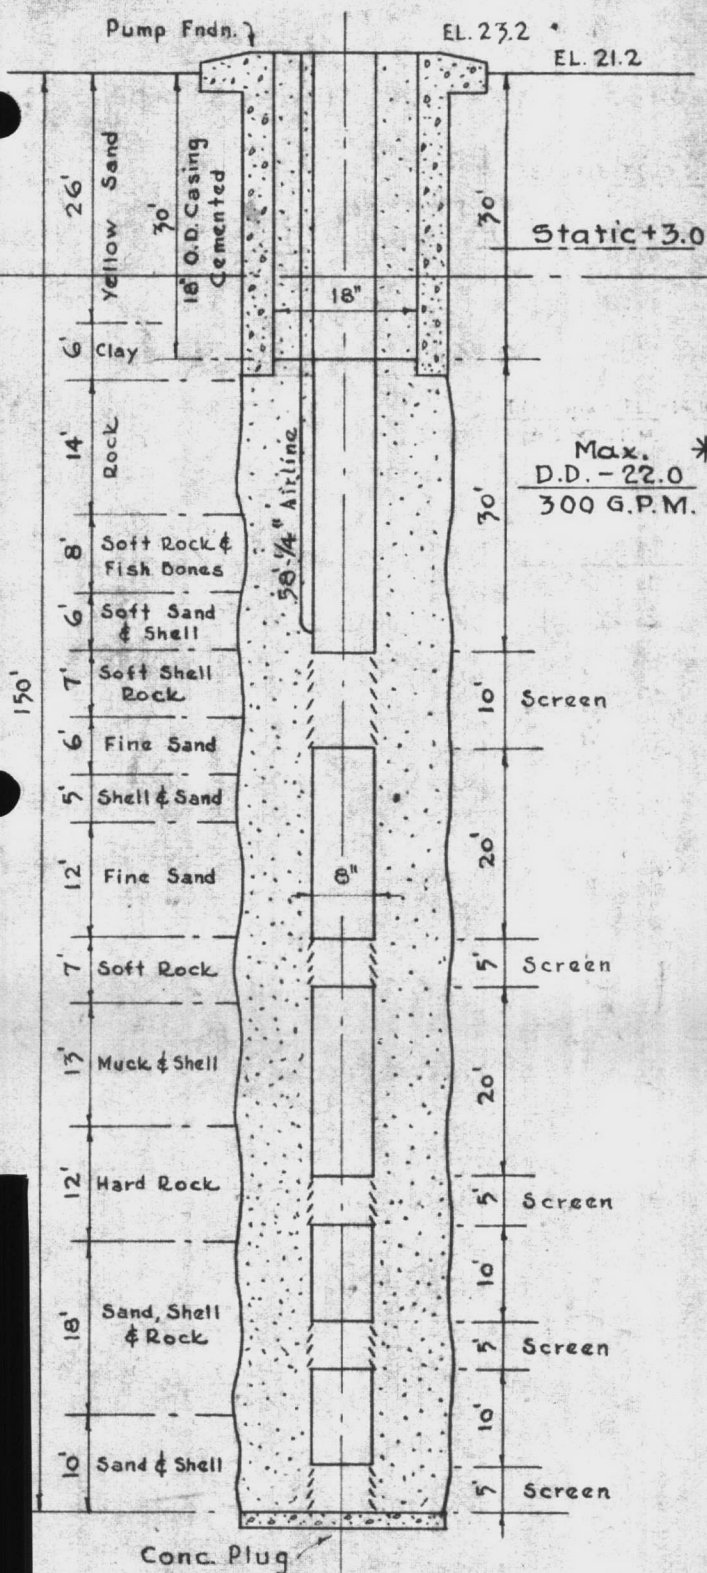 Pump Fndn.
EL. 23.2
EL. 21.2
26'
Yellow Sand
30'
18" O.D. Casing
Cemented
30'
Static +3.0
18"
6'
Clay
14'
Rock
58'-1/4" Airline
Max. *
D.D. - 22.0
300 G.P.M.
30'
8'
Soft Rock &
Fish Bones
6'
Soft Sand
& Shell
150'
7'
Soft Shell
Rock
10'
Screen
6'
Fine Sand
5'
Shell & Sand
20'
12'
Fine Sand
8"
7'
Soft Rock
5'
Screen
13'
Muck & Shell
20'
12'
Hard Rock
5'
Screen
10'
18'
Sand, Shell
& Rock
5'
Screen
10'
10'
Sand & Shell
5'
Screen
Conc. Plug